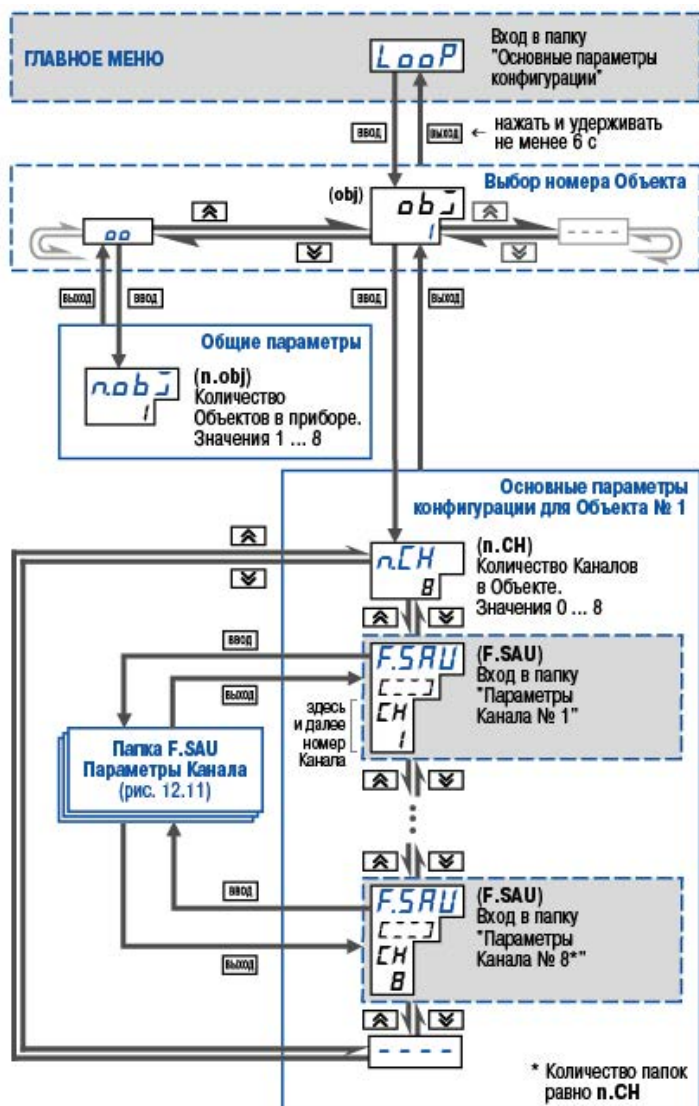 ГЛАВНОЕ МЕНЮ
LooP
Вход в папку
"Основные параметры
конфигурации"
ВВОД
ВЫХОД
← нажать и удерживать
не менее 6 с
Выбор номера Объекта
(obj)
obJ
1
oo
- - - -
ВЫХОД
ВВОД
ВВОД
ВЫХОД
Общие параметры
n.obJ
1
(n.obj)
Количество
Объектов в приборе.
Значения 1 ... 8
Основные параметры
конфигурации для Объекта № 1
n.CH
8
(n.CH)
Количество Каналов
в Объекте.
Значения 0 ... 8
ВВОД
ВЫХОД
F.SAU
[---]
CH
1
(F.SAU)
Вход в папку
"Параметры
Канала № 1"
здесь
и далее
номер
Канала
Папка F.SAU
Параметры Канала
(рис. 12.11)
ВВОД
ВЫХОД
F.SAU
[---]
CH
8
(F.SAU)
Вход в папку
"Параметры
Канала № 8*"
- - - -
* Количество папок
равно n.CH